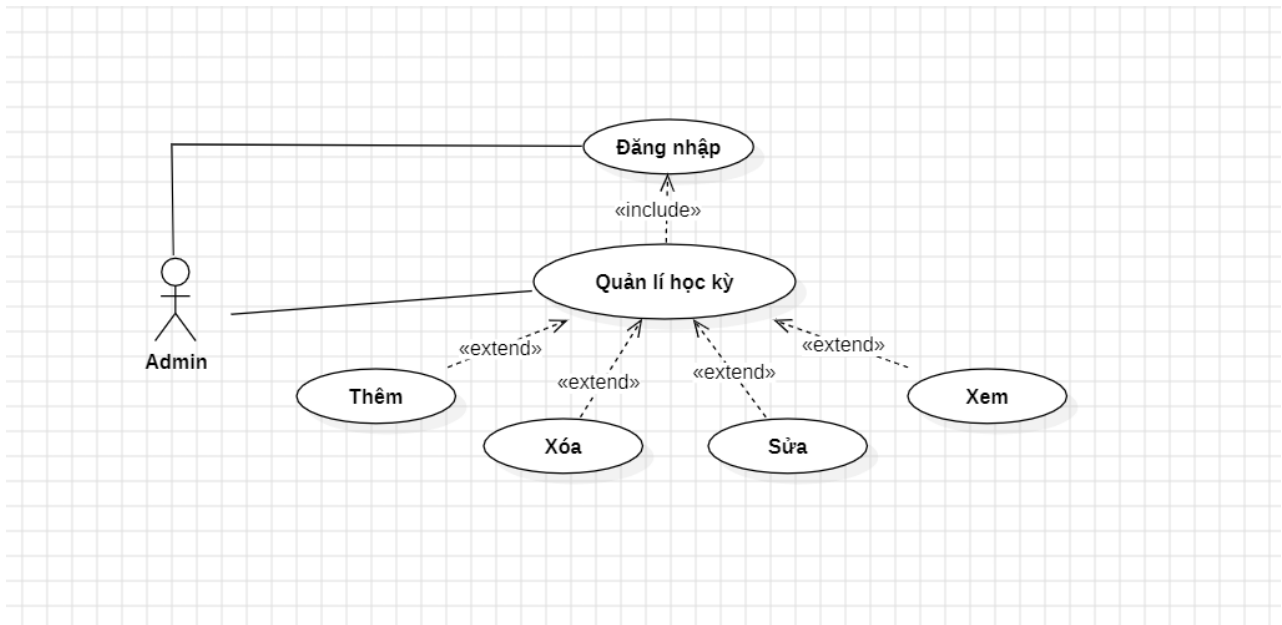 Đăng nhập
«include»
Quản lí học kỳ
Admin
«extend»
«extend»
«extend»
«extend»
Thêm
Xóa
Sửa
Xem